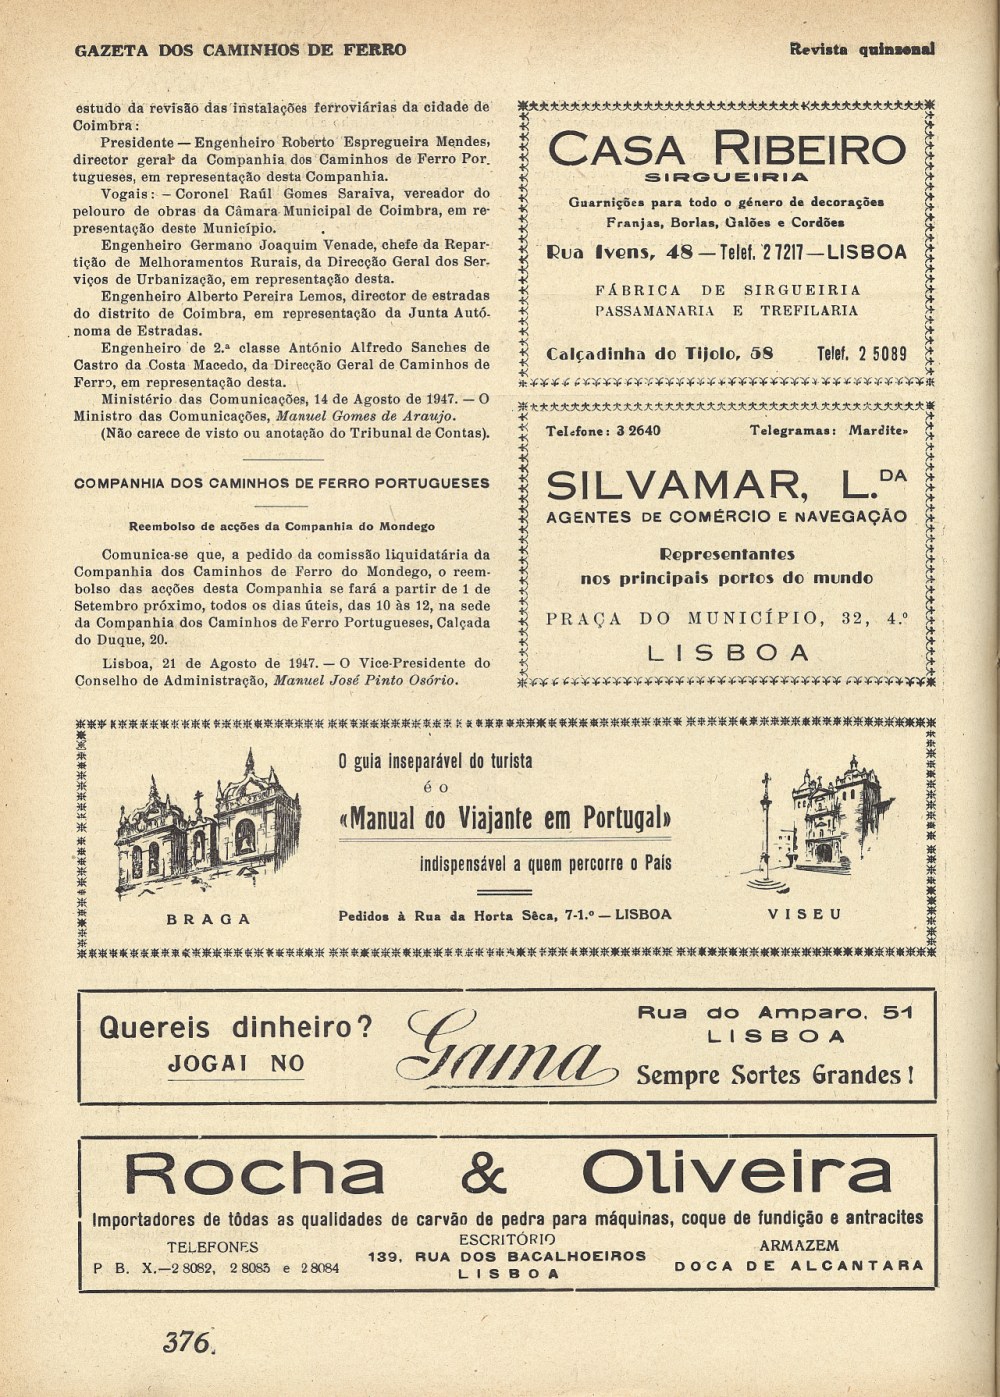 GAZETA DOS CAMINHOS DE FERRO
Revista quinzenal
estudo da revisão das instalações ferroviárias da cidade de
Coimbra:
Presidente — Engenheiro Roberto Espregueira Mendes,
director geral da Companhia dos Caminhos de Ferro Por-
tugueses, em representação desta Companhia.
Vogais: — Coronel Raúl Gomes Saraiva, vereador do
pelouro de obras da Câmara Municipal de Coimbra, em re-
presentação deste Município.
Engenheiro Germano Joaquim Venade, chefe da Repar-
tição de Melhoramentos Rurais, da Direcção Geral dos Ser-
viços de Urbanização, em representação desta.
Engenheiro Alberto Pereira Lemos, director de estradas
do distrito de Coimbra, em representação da Junta Autó-
noma de Estradas.
Engenheiro de 2.ª classe António Alfredo Sanches de
Castro da Costa Macedo, da Direcção Geral de Caminhos de
Ferro, em representação desta.
Ministério das Comunicações, 14 de Agosto de 1947. — O
Ministro das Comunicações, Manuel Gomes de Araujo.
(Não carece de visto ou anotação do Tribunal de Contas).
COMPANHIA DOS CAMINHOS DE FERRO PORTUGUESES
Reembolso de acções da Companhia do Mondego
Comunica-se que, a pedido da comissão liquidatária da
Companhia dos Caminhos de Ferro do Mondego, o reem-
bolso das acções desta Companhia se fará a partir de 1 de
Setembro próximo, todos os dias úteis, das 10 às 12, na sede
da Companhia dos Caminhos de Ferro Portugueses, Calçada
do Duque, 20.
Lisboa, 21 de Agosto de 1947. — O Vice-Presidente do
Conselho de Administração, Manuel José Pinto Osório.
CASA RIBEIRO
SIRGUEIRIA
Guarnições para todo o género de decorações
Franjas, Borlas, Galões e Cordões
Rua Ivens, 48 — Telef. 2 7217 — LISBOA
FÁBRICA DE SIRGUEIRIA
PASSAMANARIA E TREFILARIA
Calçadinha do Tijolo, 58 Telef. 2 5089
Telefone: 3 2640 Telegramas: Mardite»
SILVAMAR, L.DA
AGENTES DE COMÉRCIO E NAVEGAÇÃO
Representantes
nos principais portos do mundo
PRAÇA DO MUNICÍPIO, 32, 4.º
LISBOA
O guia inseparável do turista
é o
«Manual do Viajante em Portugal»
indispensável a quem percorre o País
Pedidos à Rua da Horta Sêca, 7-1.º — LISBOA
BRAGA
VISEU
Quereis dinheiro?
JOGAI NO
Gama
Rua do Amparo, 51
LISBOA
Sempre Sortes Grandes!
Rocha & Oliveira
Importadores de tôdas as qualidades de carvão de pedra para máquinas, coque de fundição e antracites
TELEFONES
P B. X.—2 8082, 2 8083 e 2 8084
ESCRITÓRIO
139, RUA DOS BACALHOEIROS
LISBOA
ARMAZEM
DOCA DE ALCANTARA
376